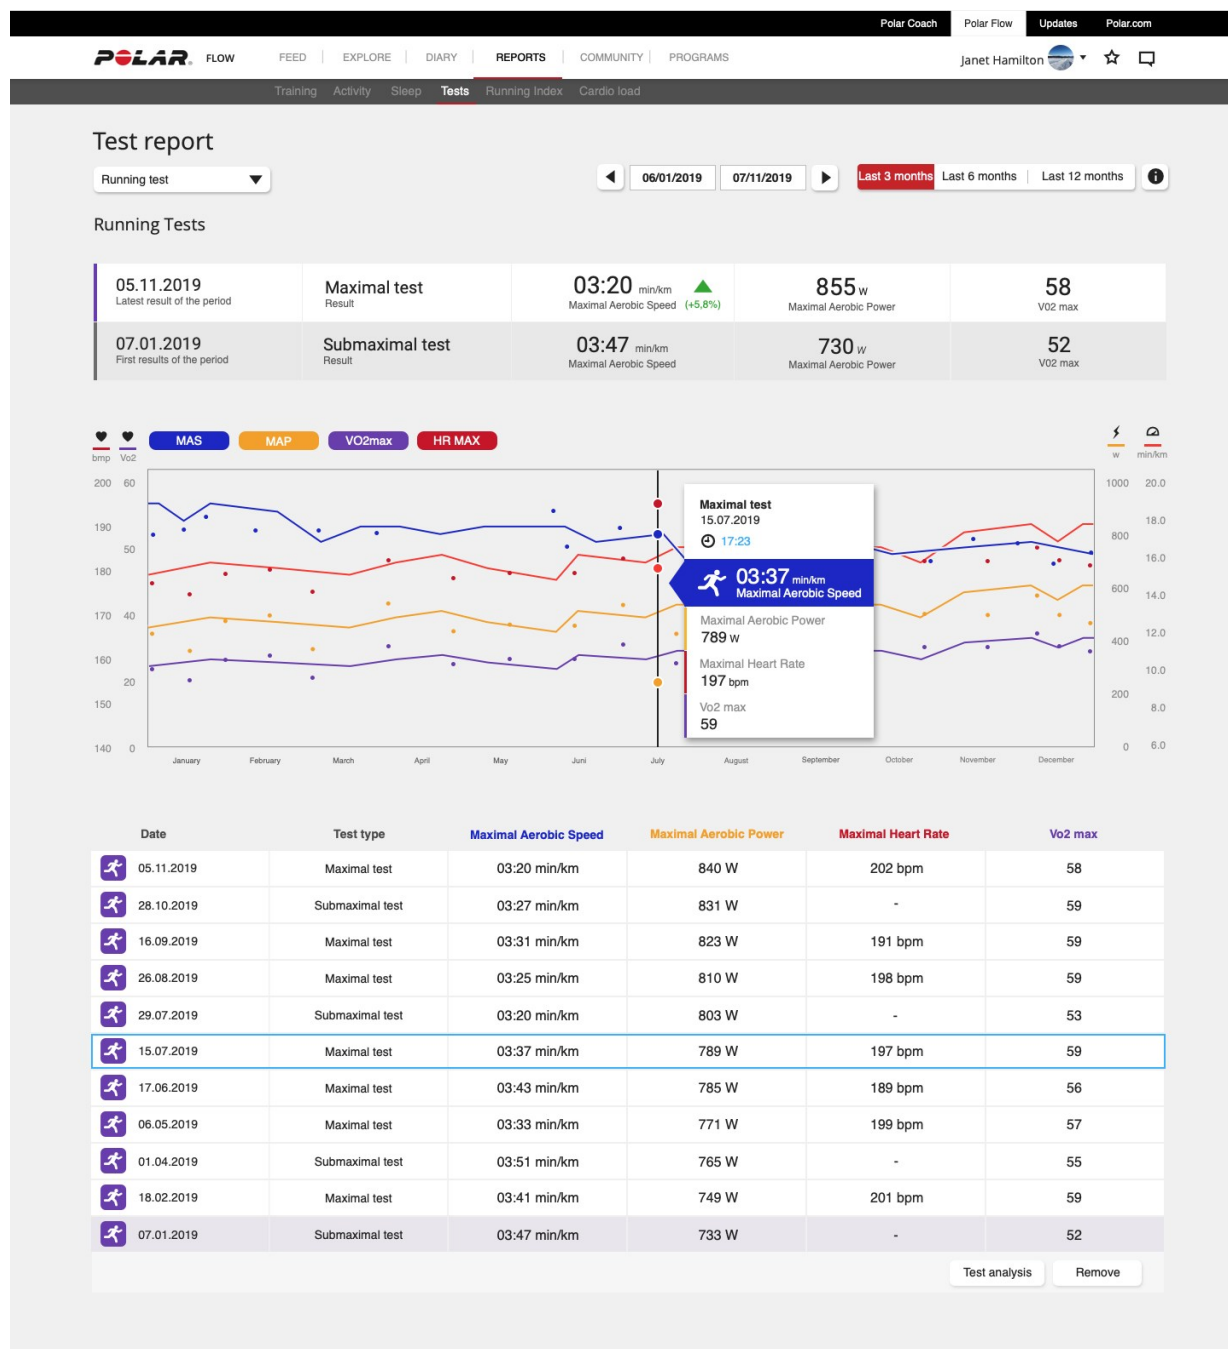 Polar Coach Polar Flow Updates Polar.com
POLAR. FLOW FEED EXPLORE DIARY REPORTS COMMUNITY PROGRAMS Janet Hamilton
Training Activity Sleep Tests Running Index Cardio load
Test report
Running test 06/01/2019 07/11/2019 Last 3 months Last 6 months Last 12 months
Running Tests
05.11.2019 Maximal test 03:20 min/km 855 w 58
Latest result of the period Result Maximal Aerobic Speed (+5,8%) Maximal Aerobic Power V02 max
07.01.2019 Submaximal test 03:47 min/km 730 w 52
First results of the period Result Maximal Aerobic Speed Maximal Aerobic Power V02 max
MAS MAP VO2max HR MAX
bmp Vo2 w min/km
200 60 1000 20.0
190 18.0
50 800
180 16.0
600 14.0
170 40
12.0
160 400
10.0
20 200
150 8.0
140 0 0 6.0
Maximal test
15.07.2019
17:23
03:37 min/km
Maximal Aerobic Speed
Maximal Aerobic Power
789 w
Maximal Heart Rate
197 bpm
Vo2 max
59
January February March April May Juni July August September October November December
Date Test type Maximal Aerobic Speed Maximal Aerobic Power Maximal Heart Rate Vo2 max
05.11.2019 Maximal test 03:20 min/km 840 W 202 bpm 58
28.10.2019 Submaximal test 03:27 min/km 831 W - 59
16.09.2019 Maximal test 03:31 min/km 823 W 191 bpm 59
26.08.2019 Maximal test 03:25 min/km 810 W 198 bpm 59
29.07.2019 Submaximal test 03:20 min/km 803 W - 53
15.07.2019 Maximal test 03:37 min/km 789 W 197 bpm 59
17.06.2019 Maximal test 03:43 min/km 785 W 189 bpm 56
06.05.2019 Maximal test 03:33 min/km 771 W 199 bpm 57
01.04.2019 Submaximal test 03:51 min/km 765 W - 55
18.02.2019 Maximal test 03:41 min/km 749 W 201 bpm 59
07.01.2019 Submaximal test 03:47 min/km 733 W - 52
Test analysis Remove